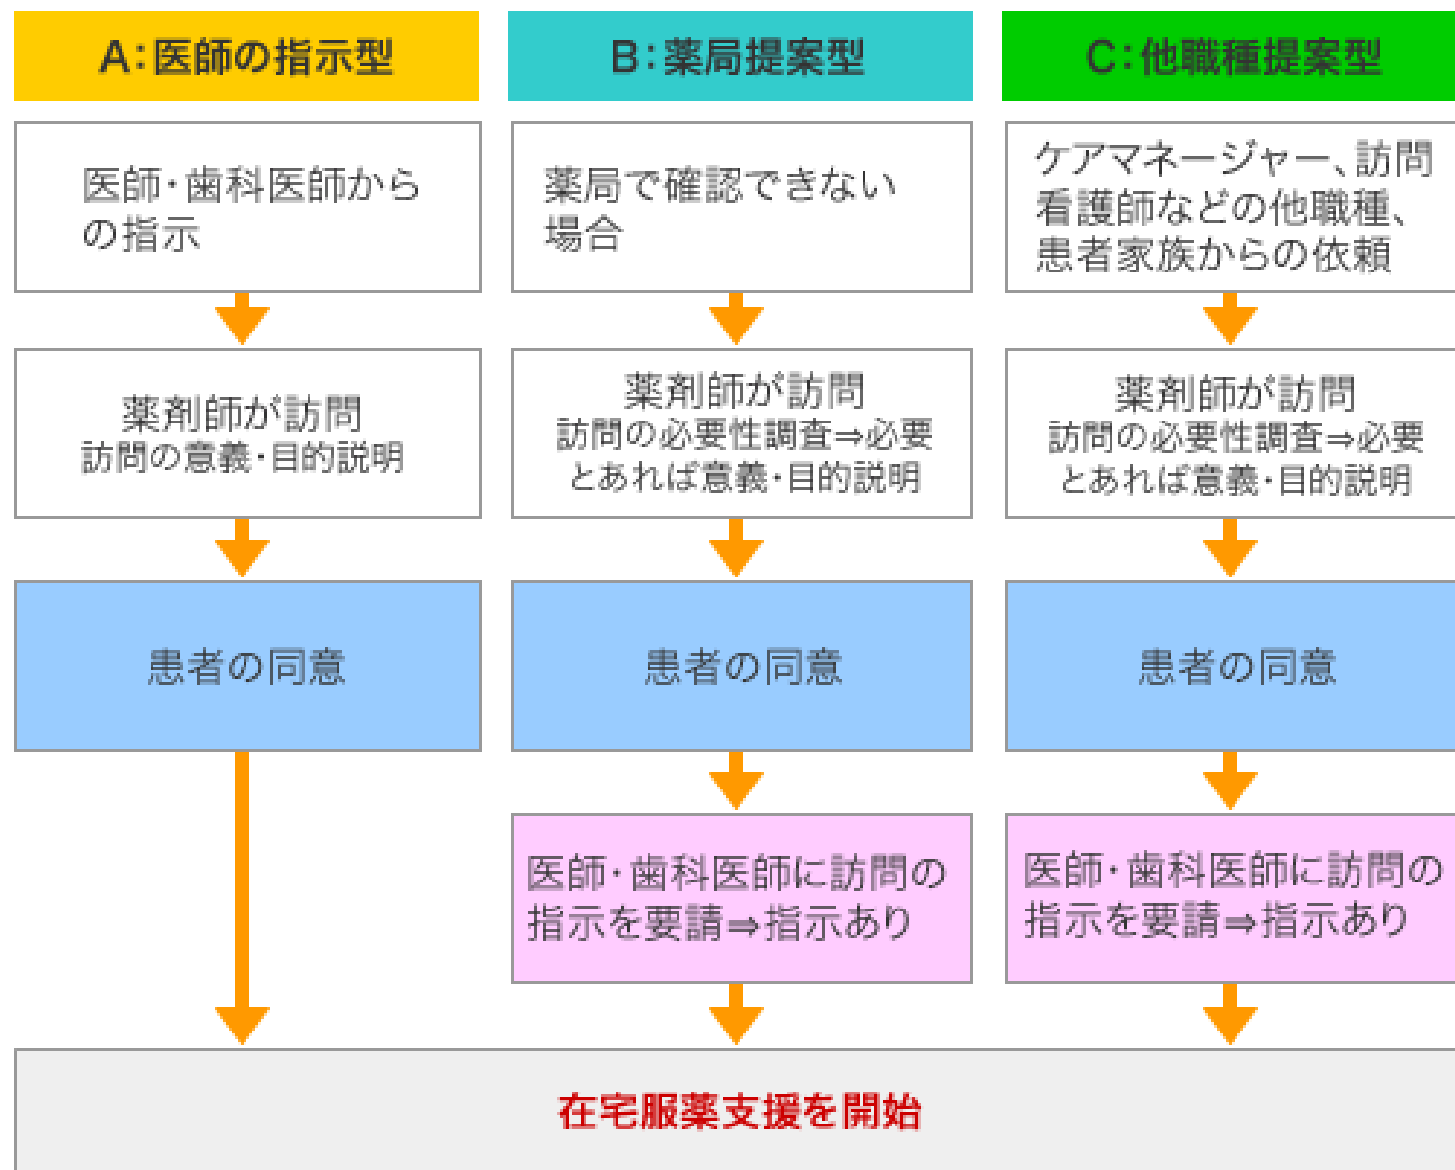 A:医師の指示型
B:薬局提案型
C:他職種提案型
医師・歯科医師から
の指示
薬局で確認できない
場合
ケアマネージャー、訪問
看護師などの他職種、
患者家族からの依頼
薬剤師が訪問
訪問の意義・目的説明
薬剤師が訪問
訪問の必要性調査⇒必要
とあれば意義・目的説明
薬剤師が訪問
訪問の必要性調査⇒必要
とあれば意義・目的説明
患者の同意
患者の同意
患者の同意
医師・歯科医師に訪問の
指示を要請⇒指示あり
医師・歯科医師に訪問の
指示を要請⇒指示あり
在宅服薬支援を開始